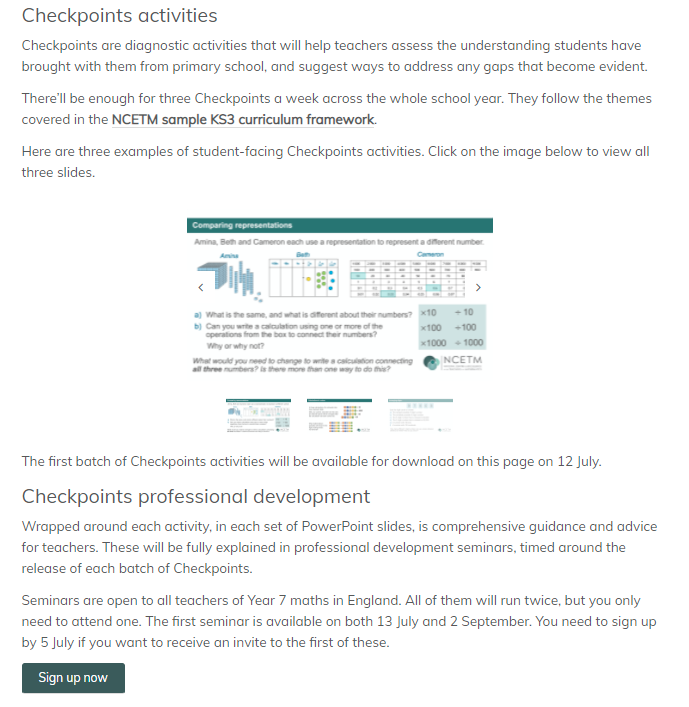 Checkpoints activities
Checkpoints are diagnostic activities that will help teachers assess the understanding students have
brought with them from primary school, and suggest ways to address any gaps that become evident.
There'll be enough for three Checkpoints a week across the whole school year. They follow the themes
covered in the NCETM sample KS3 curriculum framework.
Here are three examples of student-facing Checkpoints activities. Click on the image below to view all
three slides.
Comparing representations
Amina, Beth and Cameron each use a representation to represent a different number.
Amina Beth Cameron
a) What is the same, and what is different about their numbers?
b) Can you write a calculation using one or more of the
operations from the box to connect their numbers?
Why or why not?
×10 ÷10
×100 ÷100
×1000 ÷1000
What would you need to change to write a calculation connecting
all three numbers? Is there more than one way to do this?
NCETM
The first batch of Checkpoints activities will be available for download on this page on 12 July.
Checkpoints professional development
Wrapped around each activity, in each set of PowerPoint slides, is comprehensive guidance and advice
for teachers. These will be fully explained in professional development seminars, timed around the
release of each batch of Checkpoints.
Seminars are open to all teachers of Year 7 maths in England. All of them will run twice, but you only
need to attend one. The first seminar is available on both 13 July and 2 September. You need to sign up
by 5 July if you want to receive an invite to the first of these.
Sign up now